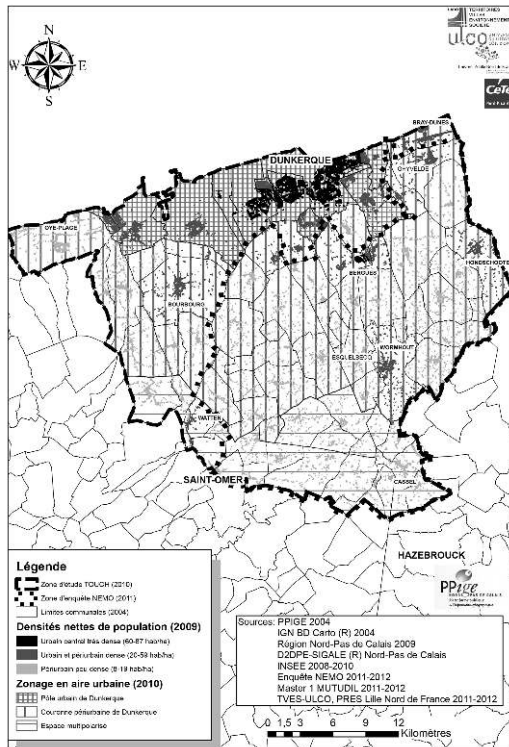 TERRITOIRES
VILLE
ENVIRONNEMENT
SOCIÉTÉ
ulco
CeTe
N
W E
S
BRAY-DUNES
DUNKERQUE
GHYVELDE
OYE-PLAGE
HONDSCHOOTE
BERGUES
BOURBOURG
WORMHOUT
ESQUELBECQ
WATTEN
SAINT-OMER
CASSEL
HAZEBROUCK
PPige
Légende
Zone d'étude TOUCH (2010)
Zone d'enquête NEMO (2011)
Limites communales (2004)
Densités nettes de population (2009)
Urbain central très dense (60-87 hab/ha)
Urbain et périurbain dense (20-59 hab/ha)
Périurbain peu dense (8-19 hab/ha)
Zonage en aire urbaine (2010)
Pôle urbain de Dunkerque
Couronne périurbaine de Dunkerque
Espace multipolarisé
Sources: PPIGE 2004
IGN BD Carto (R) 2004
Région Nord-Pas de Calais 2009
D2DPE-SIGALE (R) Nord-Pas de Calais
INSEE 2008-2010
Enquête NEMO 2011-2012
Master 1 MUTUDIL 2011-2012
TVES-ULCO, PRES Lille Nord de France 2011-2012
0 1,5 3 6 9 12
Kilomètres